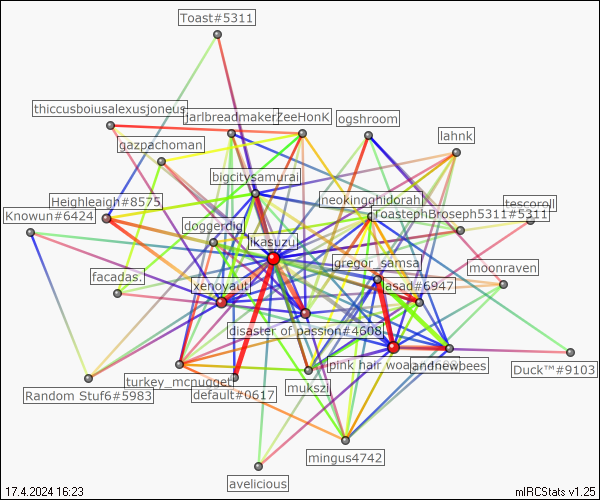 Toast#5311
thiccusboiusalexusjoneus
jarlbreadmaker
ZeeHonK
ogshroom
lahnk
gazpachoman
bigcitysamurai
Heighleaigh#8575
neokingghidorah
tescoroll
Knowun#6424
doggerdig
ToastephBroseph5311#5311
ikasuzu
gregor_samsa
moonraven
facadas.
xenoyaut
lasad#6947
disaster of passion#4608
pink hair woa
andnewbees
Duck™#9103
turkey_mcnugget
mukszi
Random Stuf6#5983
default#0617
mingus4742
avelicious
17.4.2024 16:23
mIRCStats v1.25